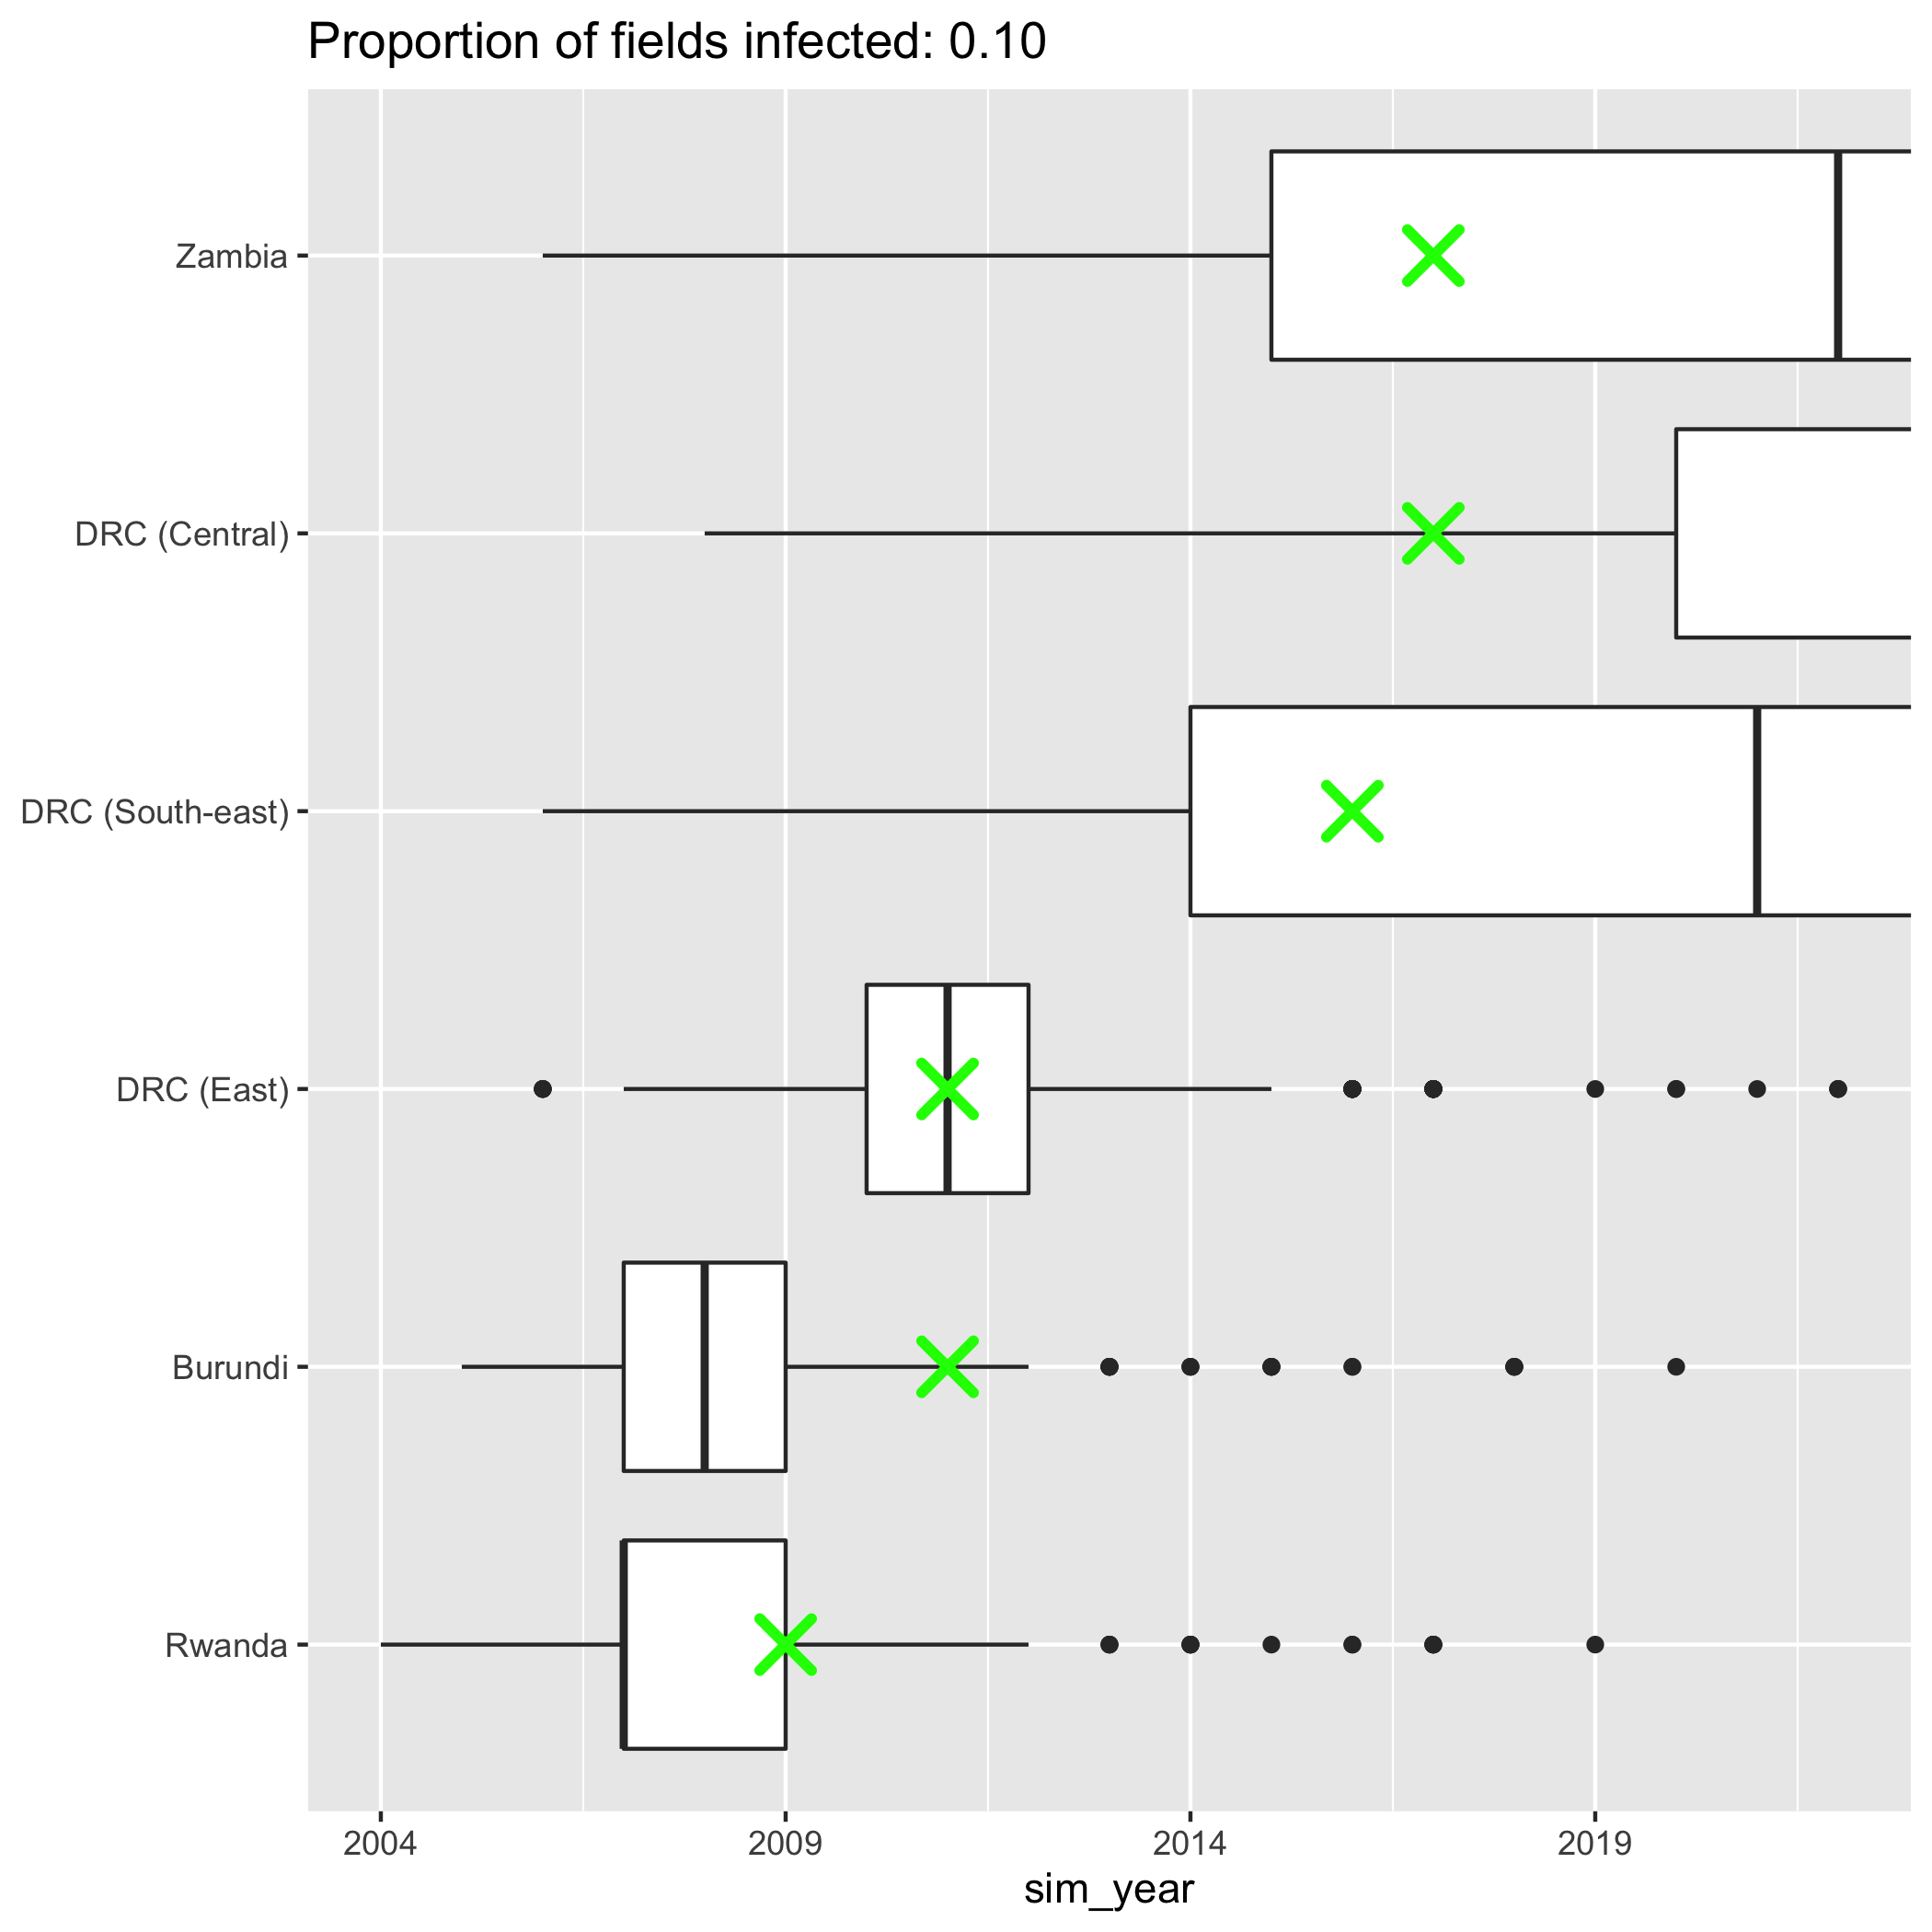 Proportion of fields infected: 0.10
Zambia
DRC (Central)
DRC (South-east)
DRC (East)
Burundi
Rwanda
2004 2009 2014 2019
sim_year